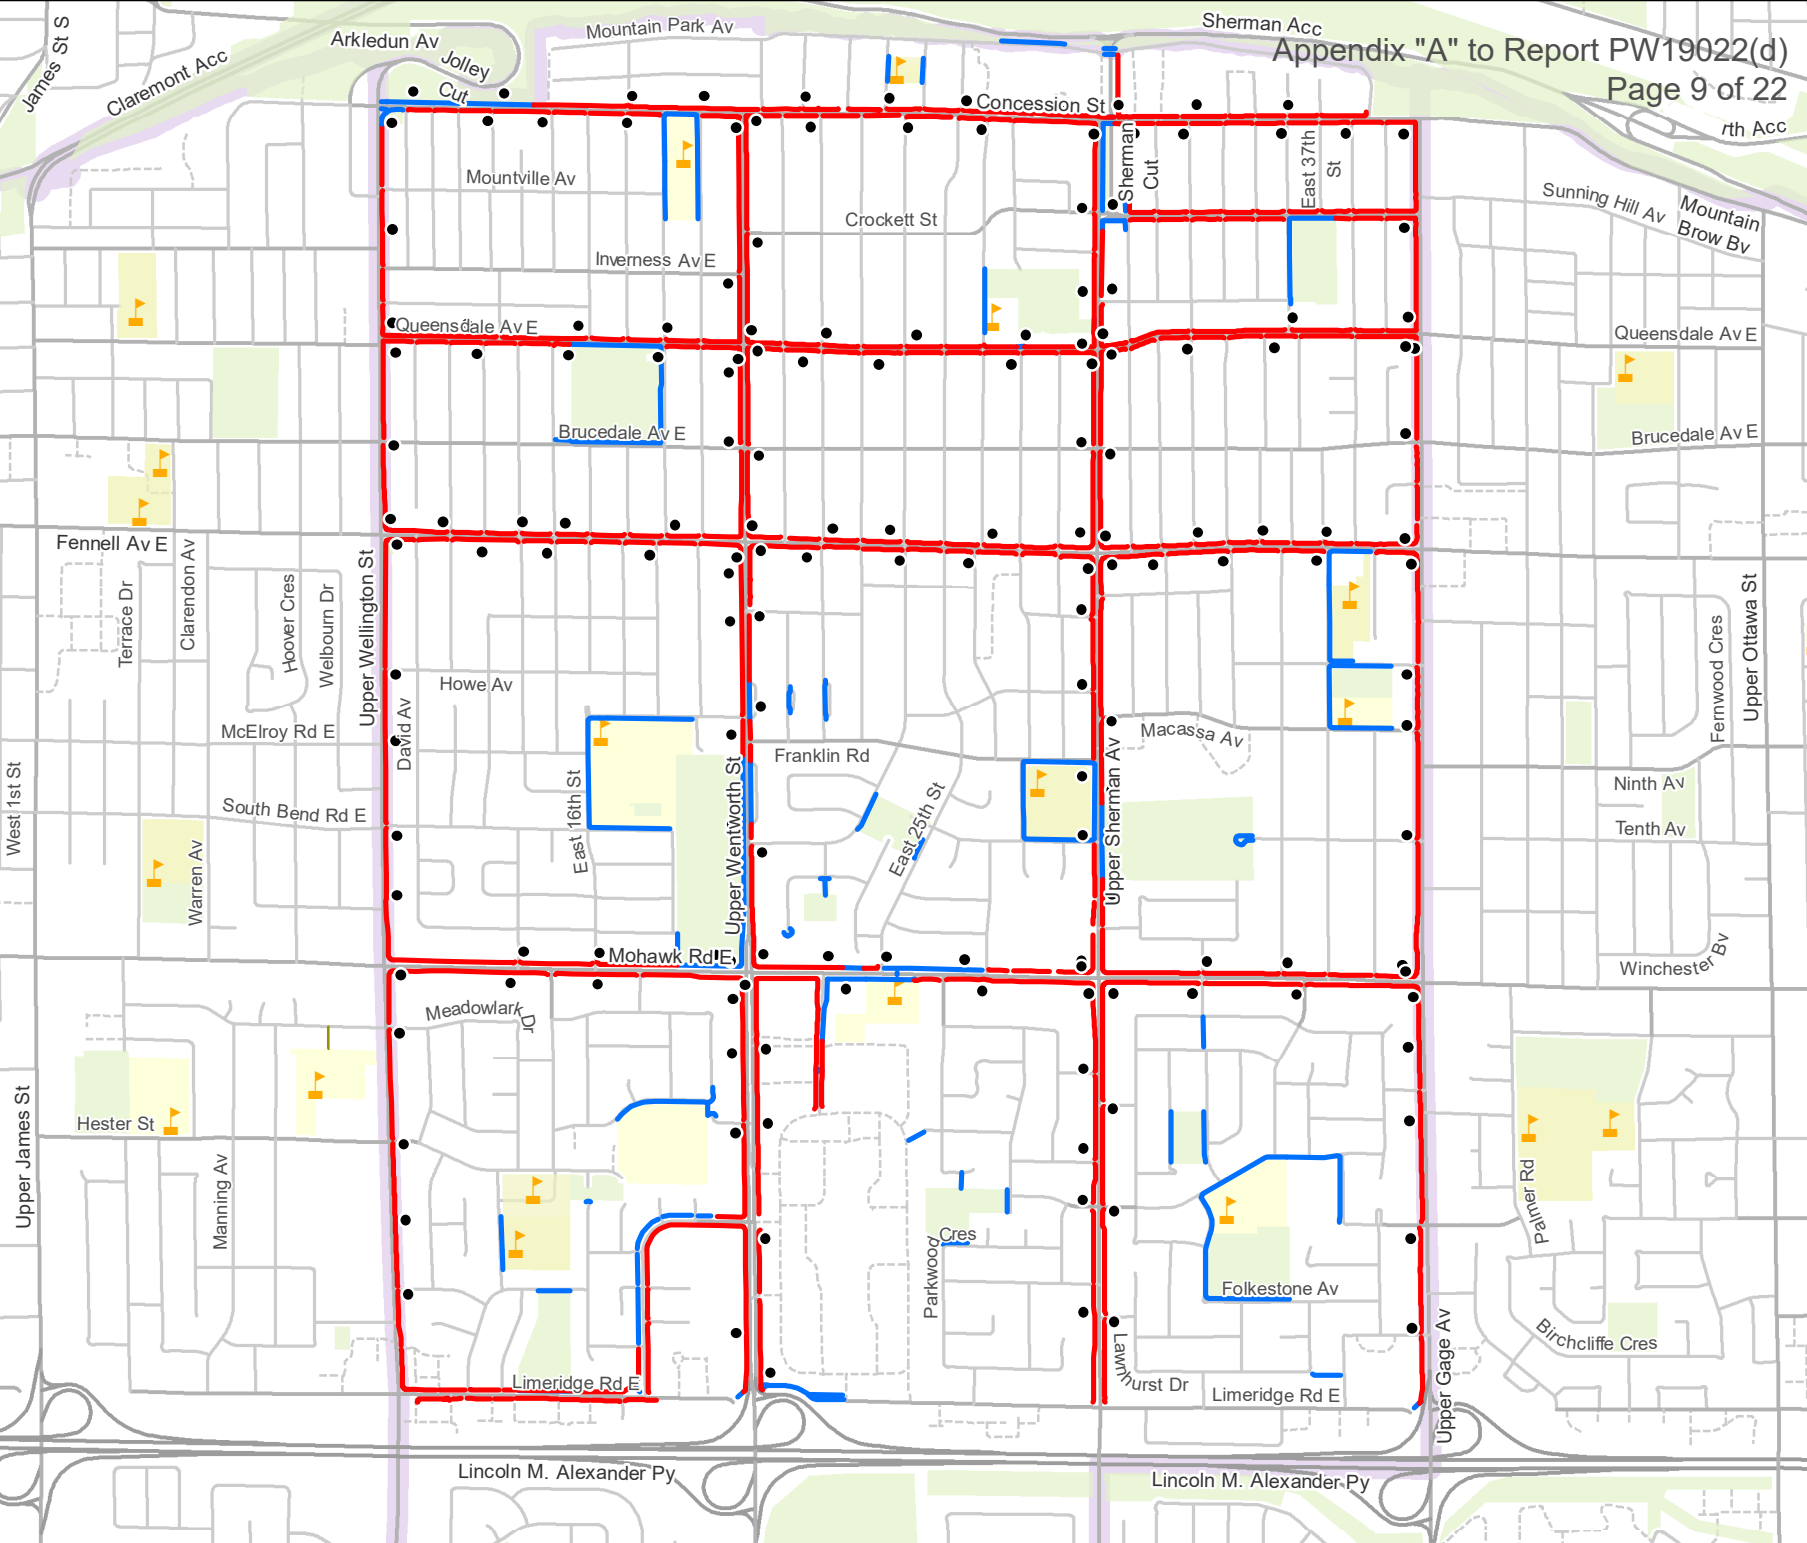 Mountain Park Av
Sherman Acc
Appendix "A" to Report PW19022(d)
Page 9 of 22
James St S
Claremont Acc
Arkledun Av
Jolley
Cut
Concession St
rth Acc
Sherman
Cut
East 37th
St
Mountville Av
Crockett St
Sunning Hill Av
Mountain
Brow Bv
Inverness Av E
Queensdale Av E
Queensdale Av E
Brucedale Av E
Brucedale Av E
Fennell Av E
Terrace Dr
Clarendon Av
Hoover Cres
Welbourn Dr
Upper Wellington St
David Av
Howe Av
McElroy Rd E
South Bend Rd E
West 1st St
Warren Av
East 16th St
Upper Wentworth St
Franklin Rd
East 25th St
Upper Sherman Av
Macassa Av
Fernwood Cres
Upper Ottawa St
Ninth Av
Tenth Av
Mohawk Rd E
Winchester Bv
Meadowlark Dr
Hester St
Upper James St
Manning Av
Parkwood
Cres
Folkestone Av
Palmer Rd
Birchcliffe Cres
Limeridge Rd E
Lawnhurst Dr
Limeridge Rd E
Upper Gage Av
Lincoln M. Alexander Py
Lincoln M. Alexander Py